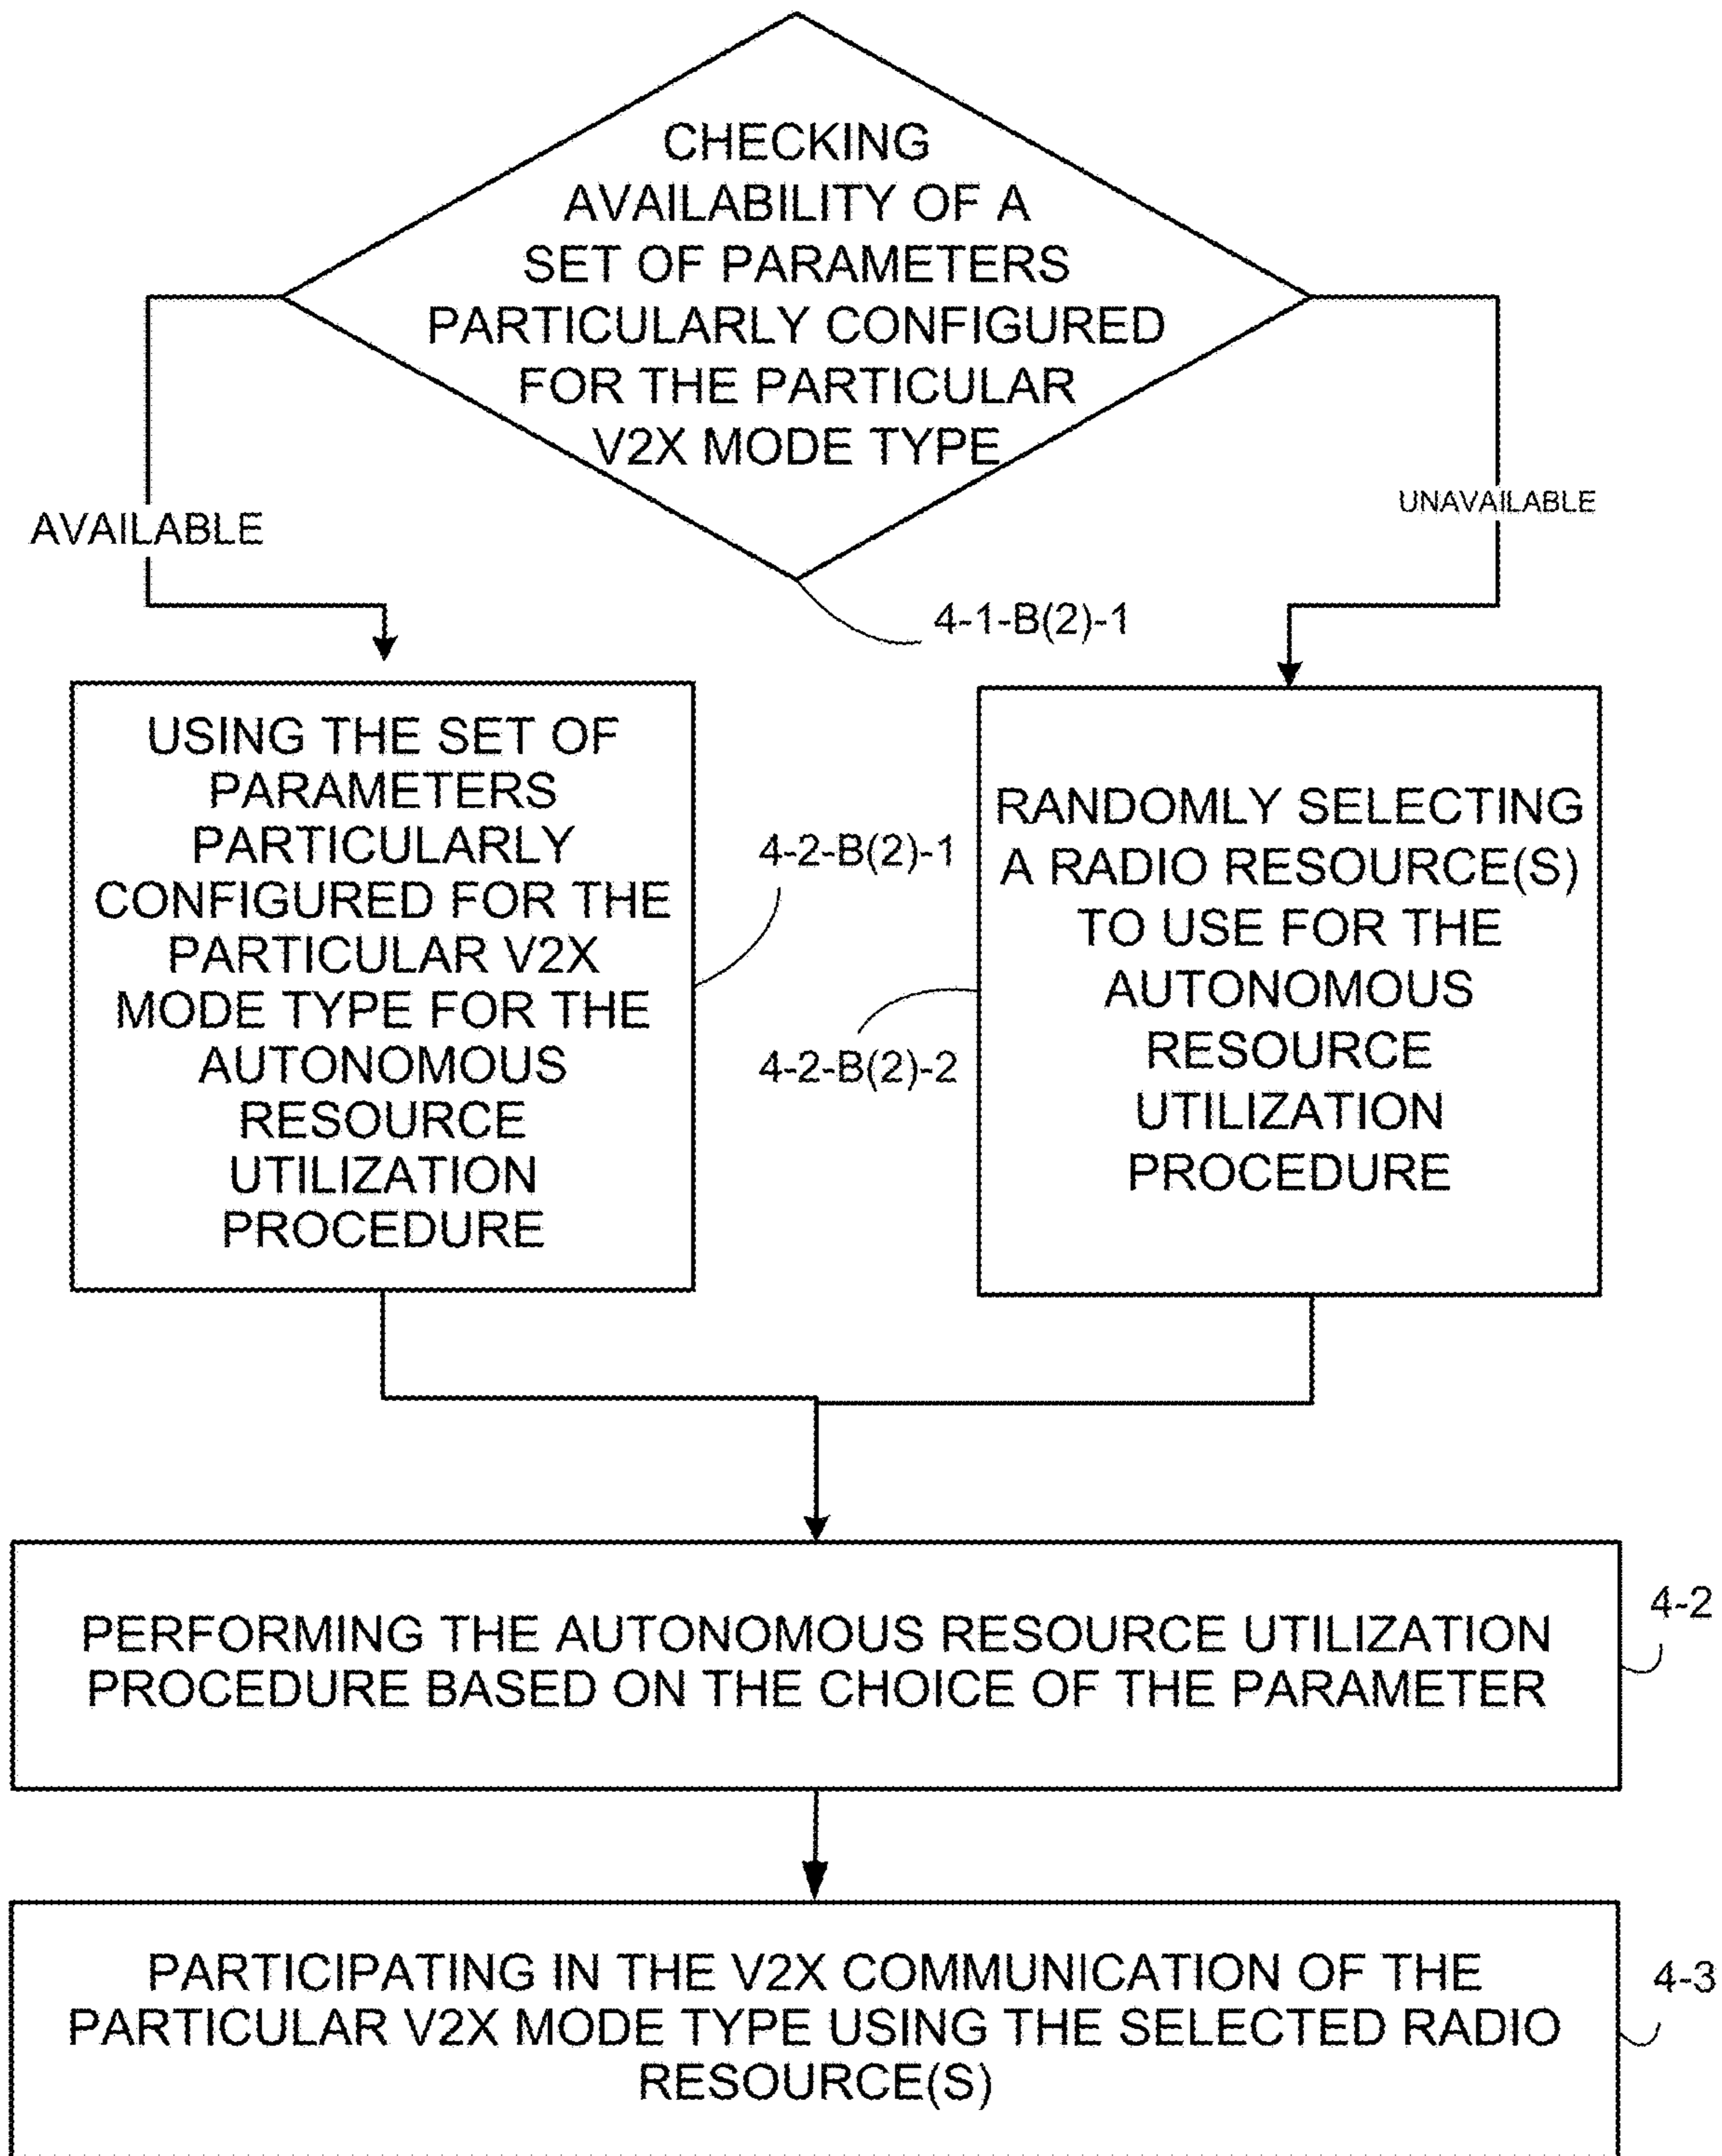 CHECKING
AVAILABILITY OF A
SET OF PARAMETERS
PARTICULARLY CONFIGURED
FOR THE PARTICULAR
V2X MODE TYPE
AVAILABLE
UNAVAILABLE
4-1-B(2)-1
USING THE SET OF
PARAMETERS
PARTICULARLY
CONFIGURED FOR THE
PARTICULAR V2X
MODE TYPE FOR THE
AUTONOMOUS
RESOURCE
UTILIZATION
PROCEDURE
4-2-B(2)-1
4-2-B(2)-2
RANDOMLY SELECTING
A RADIO RESOURCE(S)
TO USE FOR THE
AUTONOMOUS
RESOURCE
UTILIZATION
PROCEDURE
PERFORMING THE AUTONOMOUS RESOURCE UTILIZATION
PROCEDURE BASED ON THE CHOICE OF THE PARAMETER
4-2
PARTICIPATING IN THE V2X COMMUNICATION OF THE
PARTICULAR V2X MODE TYPE USING THE SELECTED RADIO
RESOURCE(S)
4-3